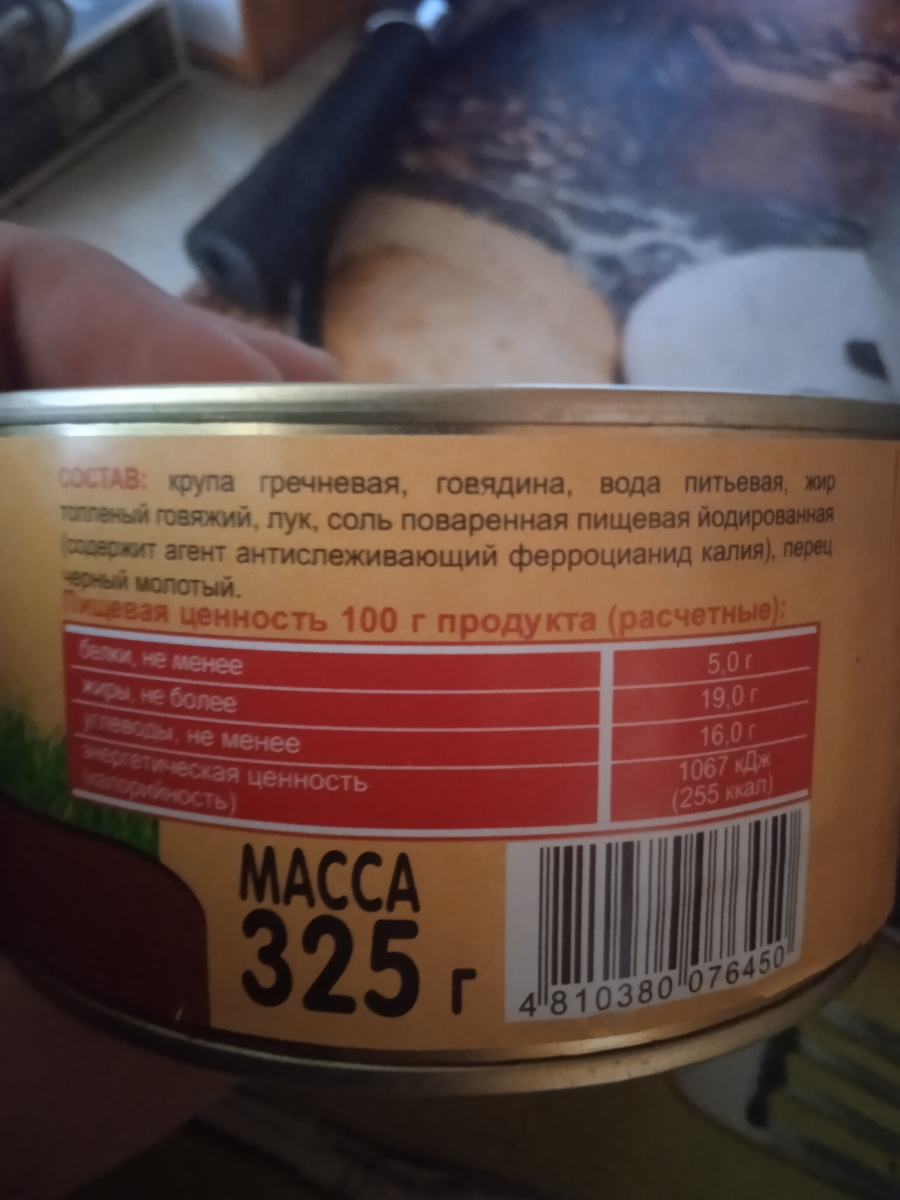 СОСТАВ: крупа гречневая, говядина, вода питьевая, жир
топленый говяжий, лук, соль поваренная пищевая йодированная
(содержит агент антислеживающий ферроцианид калия), перец
черный молотый.
Пищевая ценность 100 г продукта (расчетные):
белки, не менее 5,0 г
жиры, не более 19,0 г
углеводы, не менее 16,0 г
энергетическая ценность 1067 кДж
(калорийность) (255 ккал)
МАССА
325 г
4 810380 076450